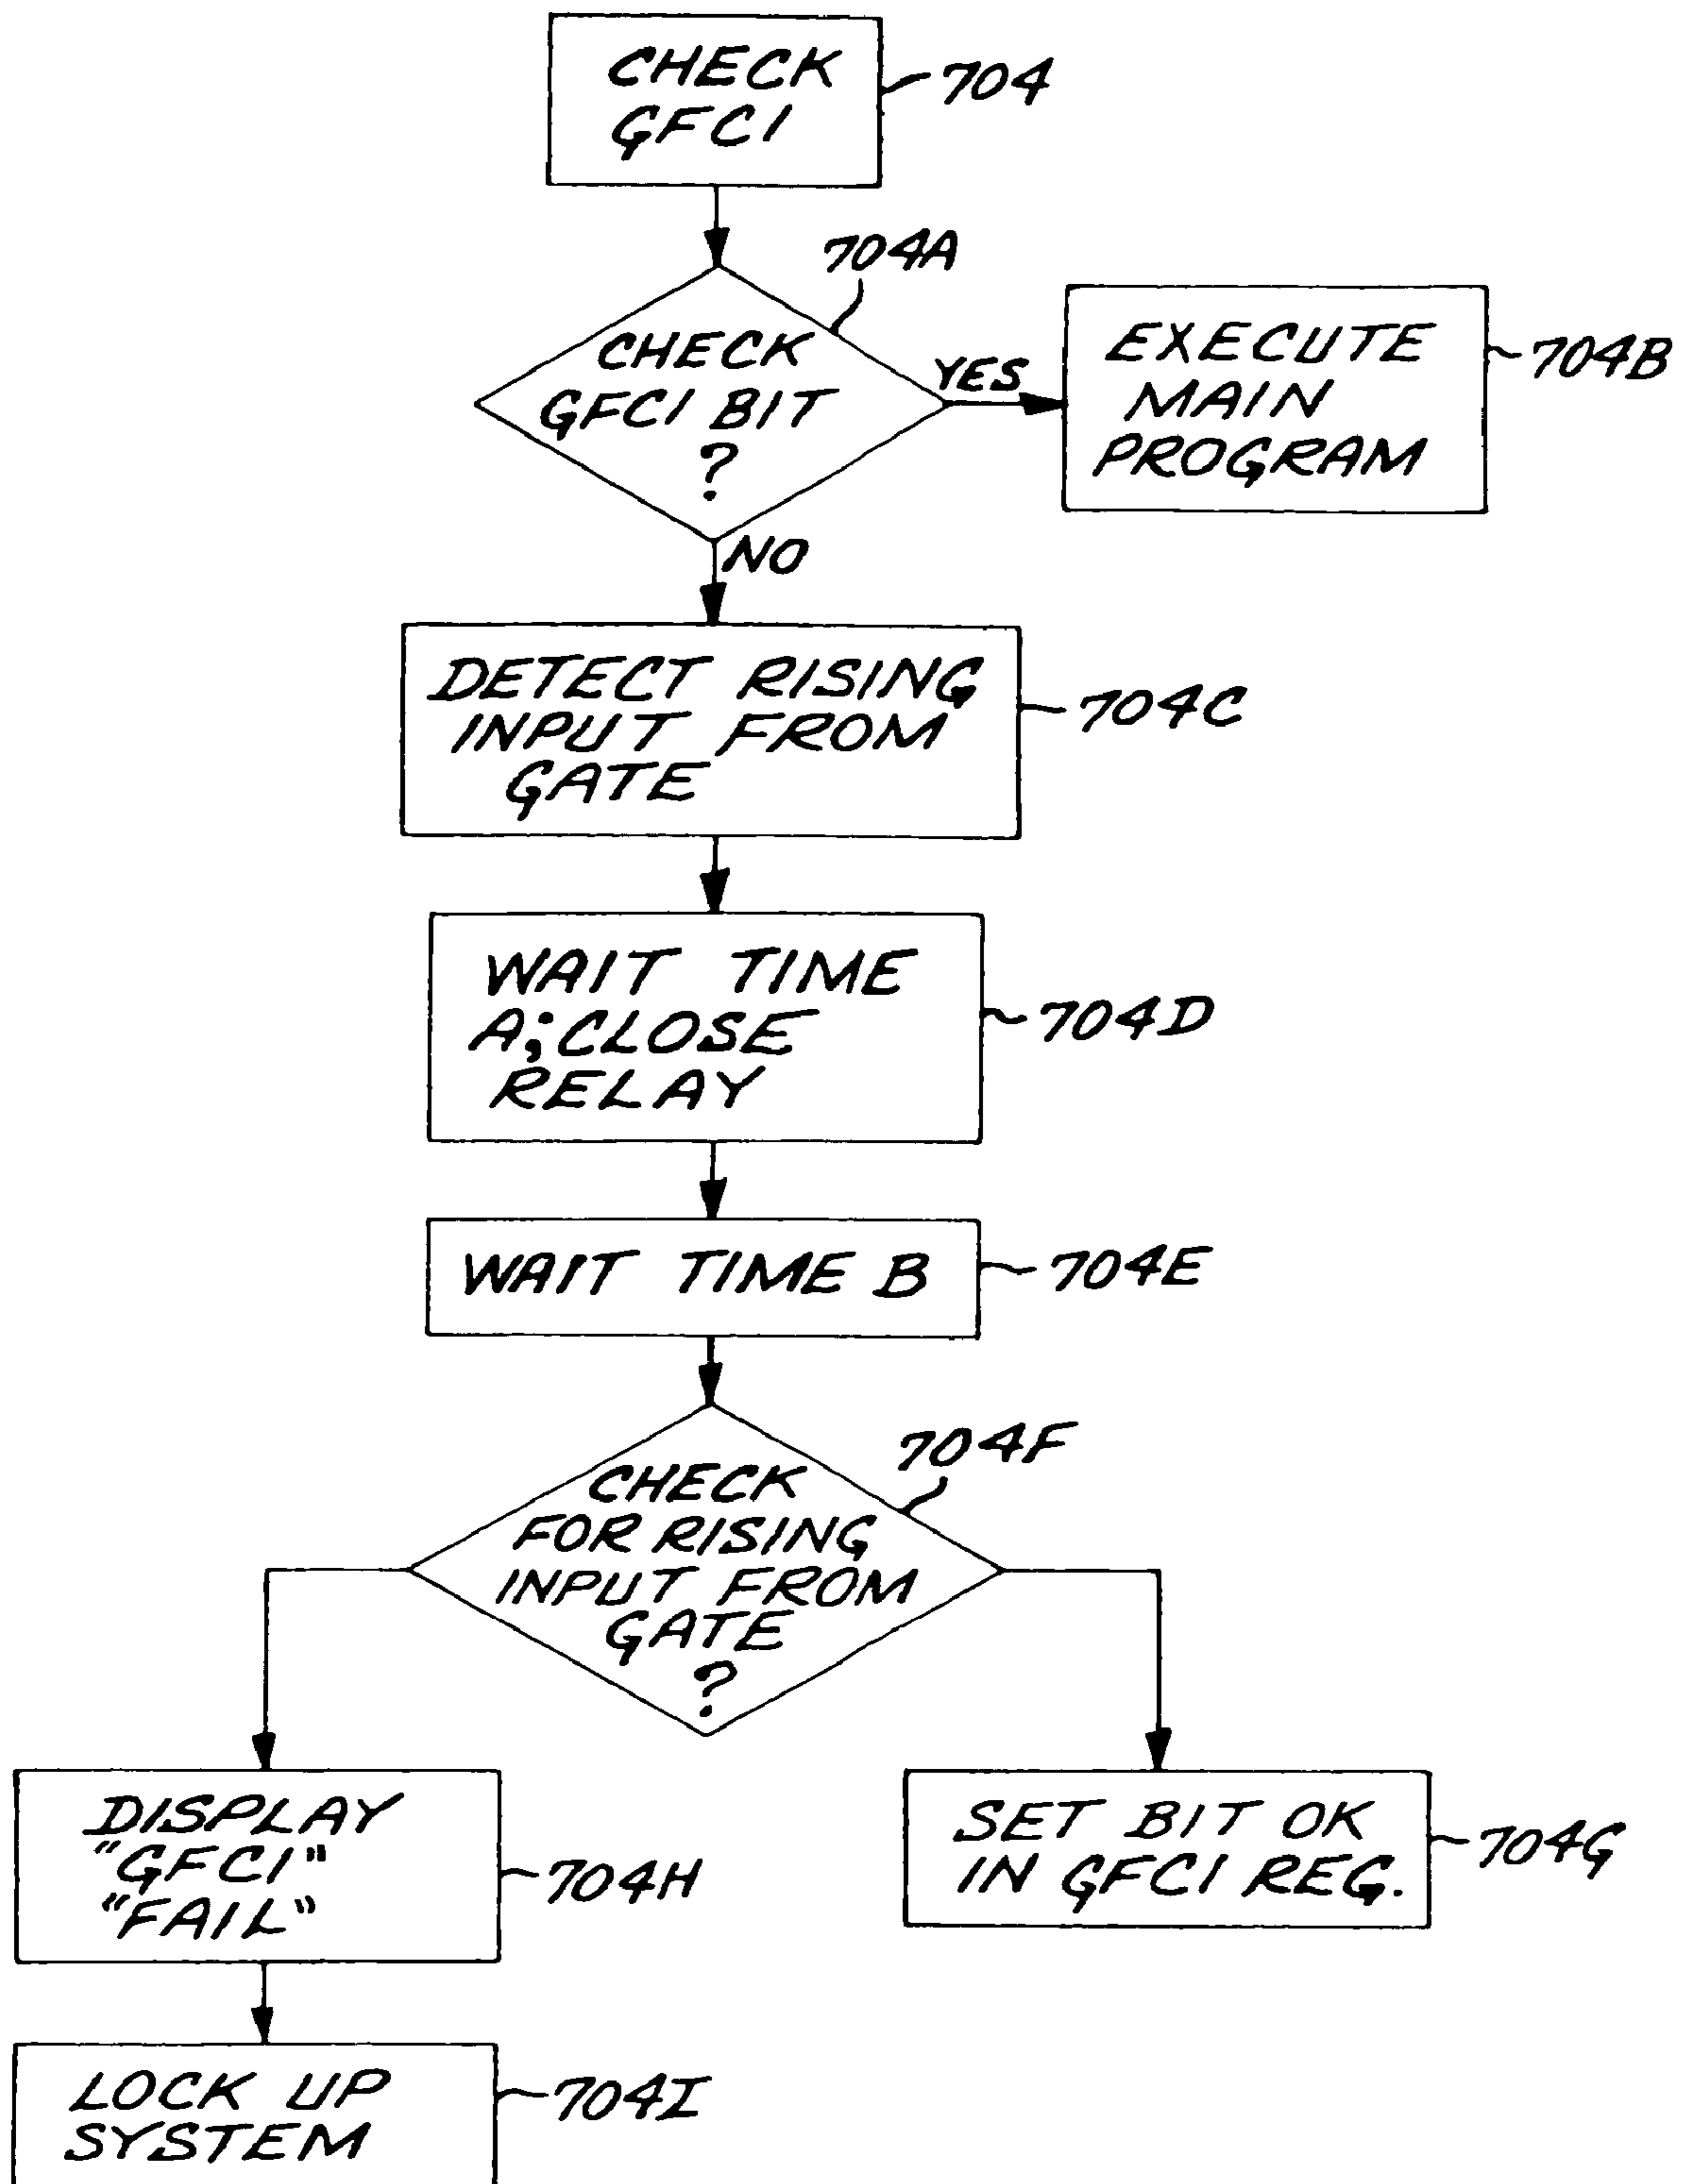 CHECK
GFCI
704
704A
CHECK
GFCI BIT
?
YES
EXECUTE
MAIN
PROGRAM
704B
NO
DETECT RISING
INPUT FROM
GATE
704C
WAIT TIME
A; CLOSE
RELAY
704D
WAIT TIME B
704E
704F
CHECK
FOR RISING
INPUT FROM
GATE
?
DISPLAY
"GFCI"
"FAIL"
704H
SET BIT OK
IN GFCI REG.
704G
LOCK UP
SYSTEM
704I